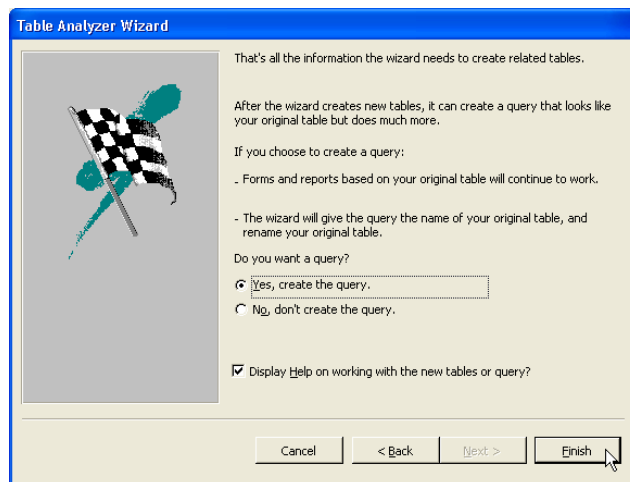 Table Analyzer Wizard
That's all the information the wizard needs to create related tables.
After the wizard creates new tables, it can create a query that looks like
your original table but does much more.
If you choose to create a query:
- Forms and reports based on your original table will continue to work.
- The wizard will give the query the name of your original table, and
rename your original table.
Do you want a query?
Yes, create the query.
No, don't create the query.
Display Help on working with the new tables or query?
Cancel
< Back
Next >
Finish